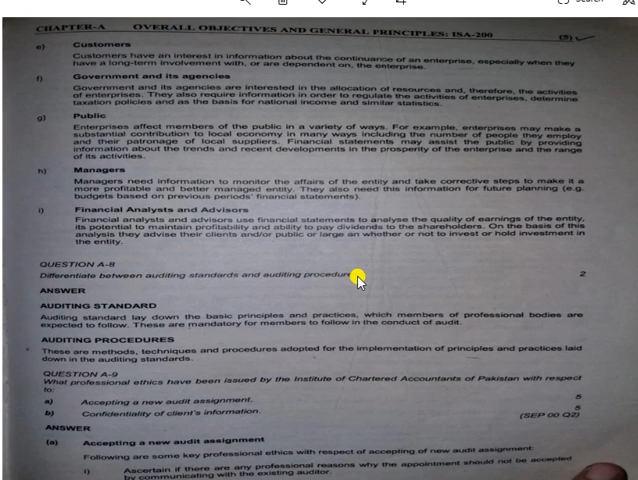 CHAPTER-A OVERALL OBJECTIVES AND GENERAL PRINCIPLES: ISA-200 (5)
e) Customers
Customers have an interest in information about the continuance of an enterprise, especially when they
have a long-term involvement with, or are dependent on, the enterprise.
f) Government and its agencies
Government and its agencies are interested in the allocation of resources and, therefore, the activities
of enterprises. They also require information in order to regulate the activities of enterprises, determine
taxation policies and as the basis for national income and similar statistics.
g) Public
Enterprises affect members of the public in a variety of ways. For example, enterprises may make a
substantial contribution to local economy in many ways including the number of people they employ
and their patronage of local suppliers. Financial statements may assist the public by providing
information about the trends and recent developments in the prosperity of the enterprise and the range
of its activities.
h) Managers
Managers need information to monitor the affairs of the entity and take corrective steps to make it a
more profitable and better managed entity. They also need this information for future planning (e.g.
budgets based on previous periods' financial statements).
i) Financial Analysts and Advisors
Financial analysts and advisors use financial statements to analyse the quality of earnings of the entity,
its potential to maintain profitability and ability to pay dividends to the shareholders. On the basis of this
analysis they advise their clients and/or public or large an whether or not to invest or hold investment in
the entity.
QUESTION A-8
Differentiate between auditing standards and auditing procedure 2
ANSWER
AUDITING STANDARD
Auditing standard lay down the basic principles and practices, which members of professional bodies are
expected to follow. These are mandatory for members to follow in the conduct of audit.
AUDITING PROCEDURES
These are methods, techniques and procedures adopted for the implementation of principles and practices laid
down in the auditing standards.
QUESTION A-9
What professional ethics have been issued by the Institute of Chartered Accountants of Pakistan with respect
to:
a) Accepting a new audit assignment. 5
b) Confidentiality of client's information. 5
(SEP 00 Q2)
ANSWER
(a) Accepting a new audit assignment
Following are some key professional ethics with respect of accepting of new audit assignment:
i) Ascertain if there are any professional reasons why the appointment should not be accepted
by communicating with the existing auditor.